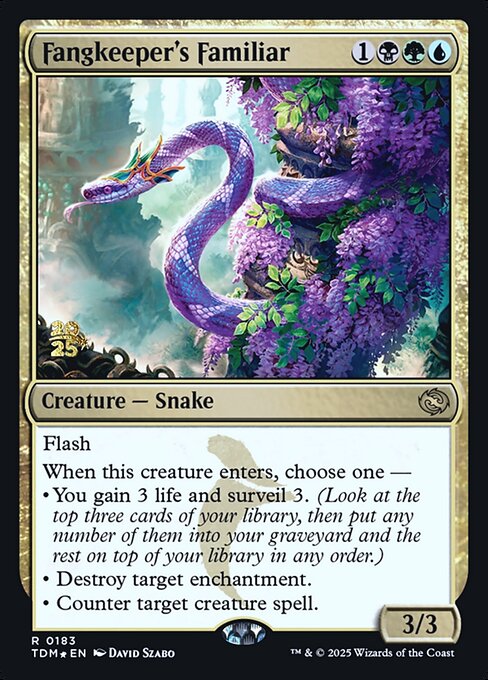 Fangkeeper's Familiar 1
2025
Creature — Snake
Flash
When this creature enters, choose one —
• You gain 3 life and surveil 3. (Look at the
top three cards of your library, then put any
number of them into your graveyard and the
rest on top of your library in any order.)
• Destroy target enchantment.
• Counter target creature spell.
3/3
R 0183
TDM★EN David Szabo
™ & © 2025 Wizards of the Coast